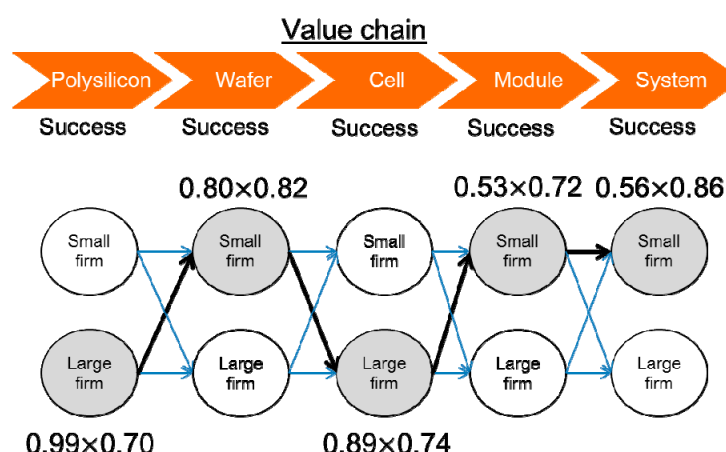 Value chain
Polysilicon Wafer Cell Module System
Success Success Success Success Success
0.80×0.82 0.53×0.72 0.56×0.86
Small firm Small firm Small firm Small firm Small firm
Large firm Large firm Large firm Large firm Large firm
0.99×0.70 0.89×0.74